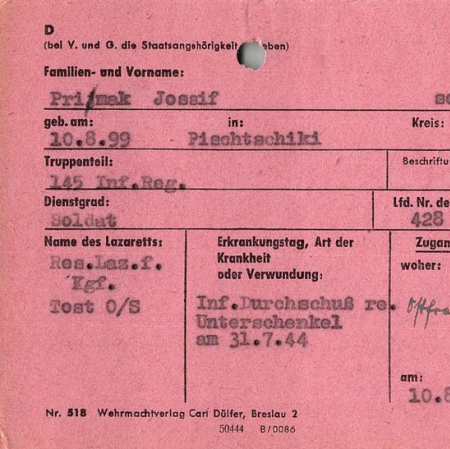 D
(bei V. und G. die Staatsangehörigkeit
Familien- und Vorname:
Primak Jossif
geb. am: in: Kreis:
10.8.99 Pischtschiki
Truppenteil:
145 Inf.Reg.
Dienstgrad: Lfd. Nr. de
Soldat 428
Name des Lazaretts: Erkrankungstag, Art der Krankheit oder Verwundung: Zugan
woher:
Res.Laz.f.
Kgf.
Tost O/S
Inf.Durchschuß re.
Unterschenkel
am 31.7.44
am:
10.8
Nr. 518 Wehrmachtverlag Carl Dülfer, Breslau 2
50444 B/0086